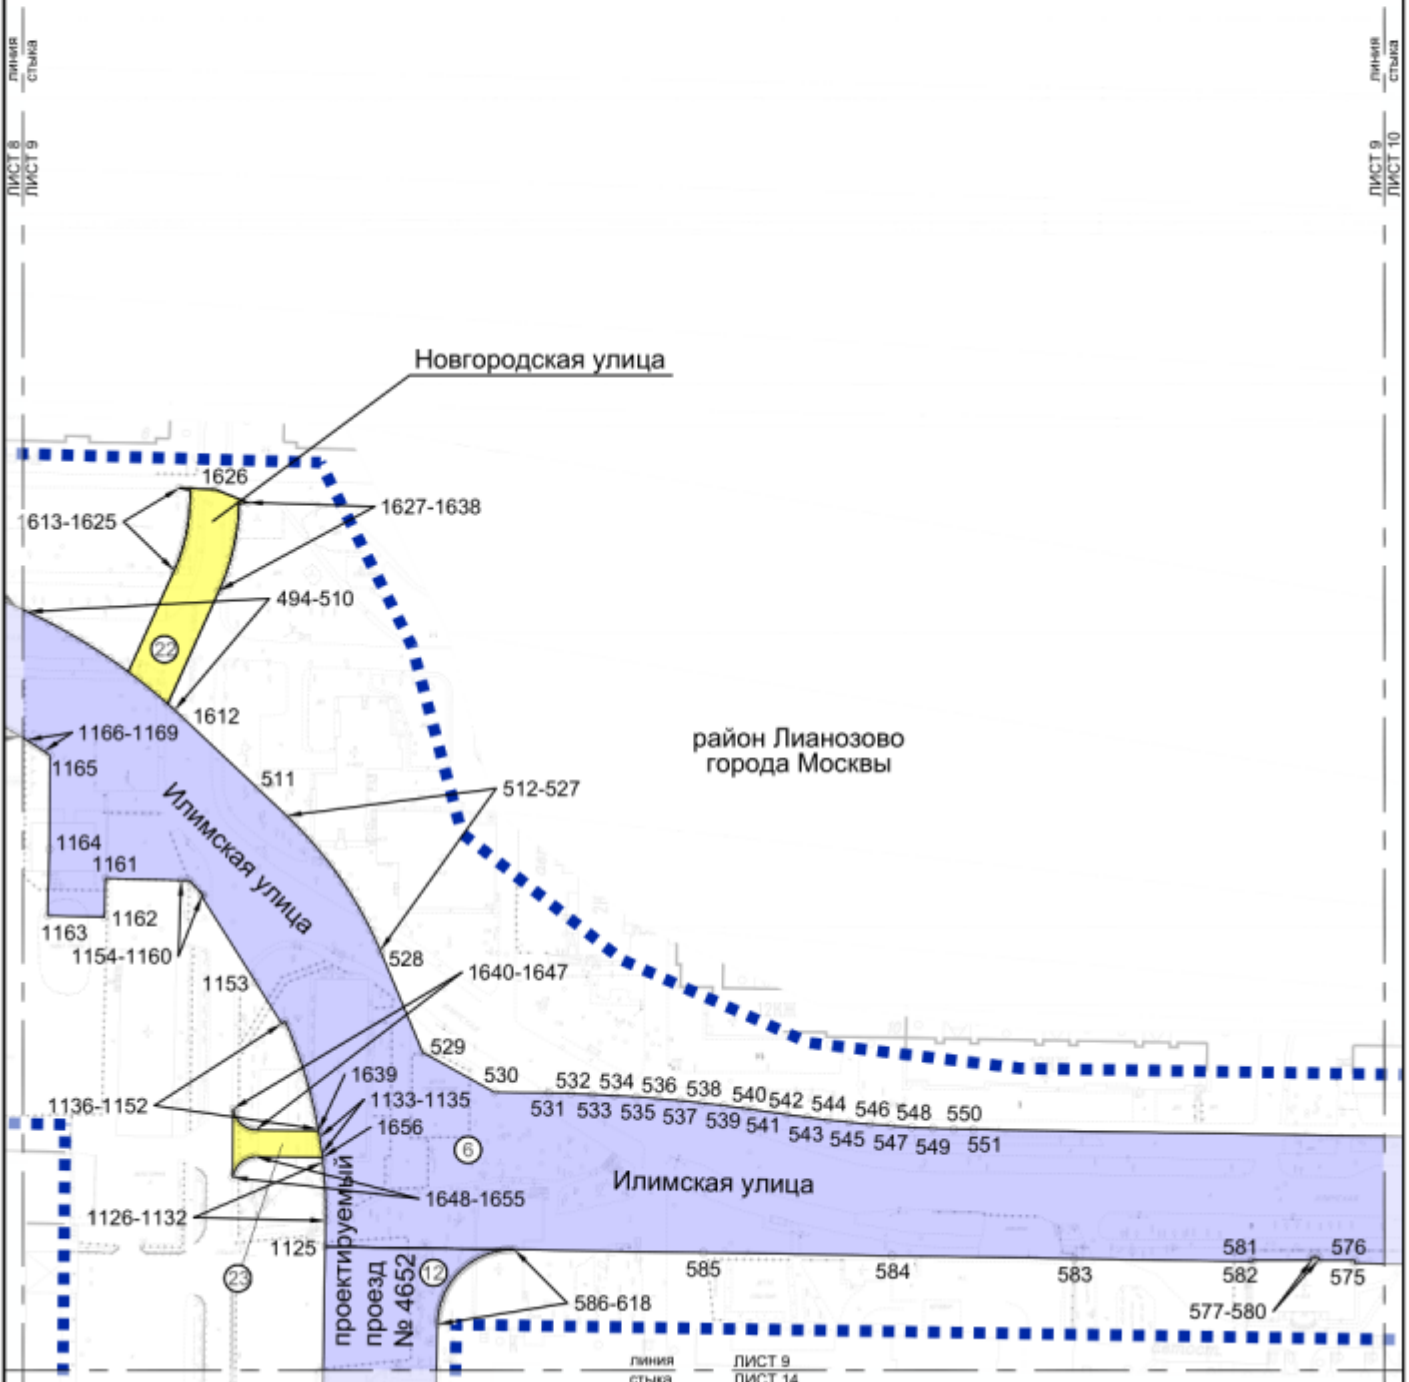 линия
стыка
ЛИСТ 8
ЛИСТ 9
линия
стыка
ЛИСТ 9
ЛИСТ 10
Новгородская улица
1626
613-1625
1627-1638
494-510
22
1612
1166-1169
1165
511
512-527
район Лианозово
города Москвы
Илимская улица
1164
1161
1162
1163
1154-1160
528
1153
1640-1647
529
530
1639
532 534 536 538 540 542 544 546 548 550
1136-1152
1133-1135
531 533 535 537 539 541 543 545 547 549 551
1656
6
Илимская улица
1648-1655
1126-1132
1125
581
576
23
12
585
584
583
582
575
586-618
577-580
проектируемый
проезд
№ 4652
12КЖ
линия
стыка
ЛИСТ 9
ЛИСТ 14